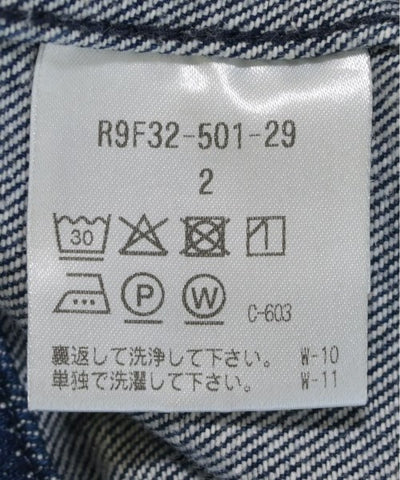 R9F32-501-29
2
30
P W C-603
裏返して洗浄して下さい。 W-10
単独で洗濯して下さい。 W-11